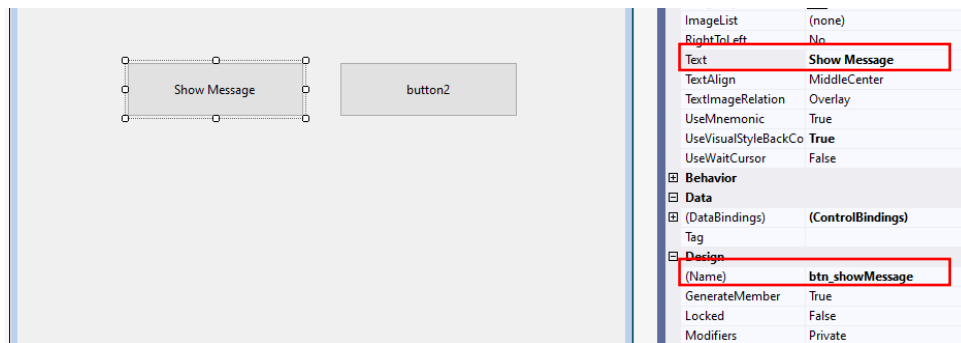 Show Message
button2
ImageList (none)
RightToLeft No
Text Show Message
TextAlign MiddleCenter
TextImageRelation Overlay
UseMnemonic True
UseVisualStyleBackCo True
UseWaitCursor False
Behavior
Data
(DataBindings) (ControlBindings)
Tag
Design
(Name) btn_showMessage
GenerateMember True
Locked False
Modifiers Private